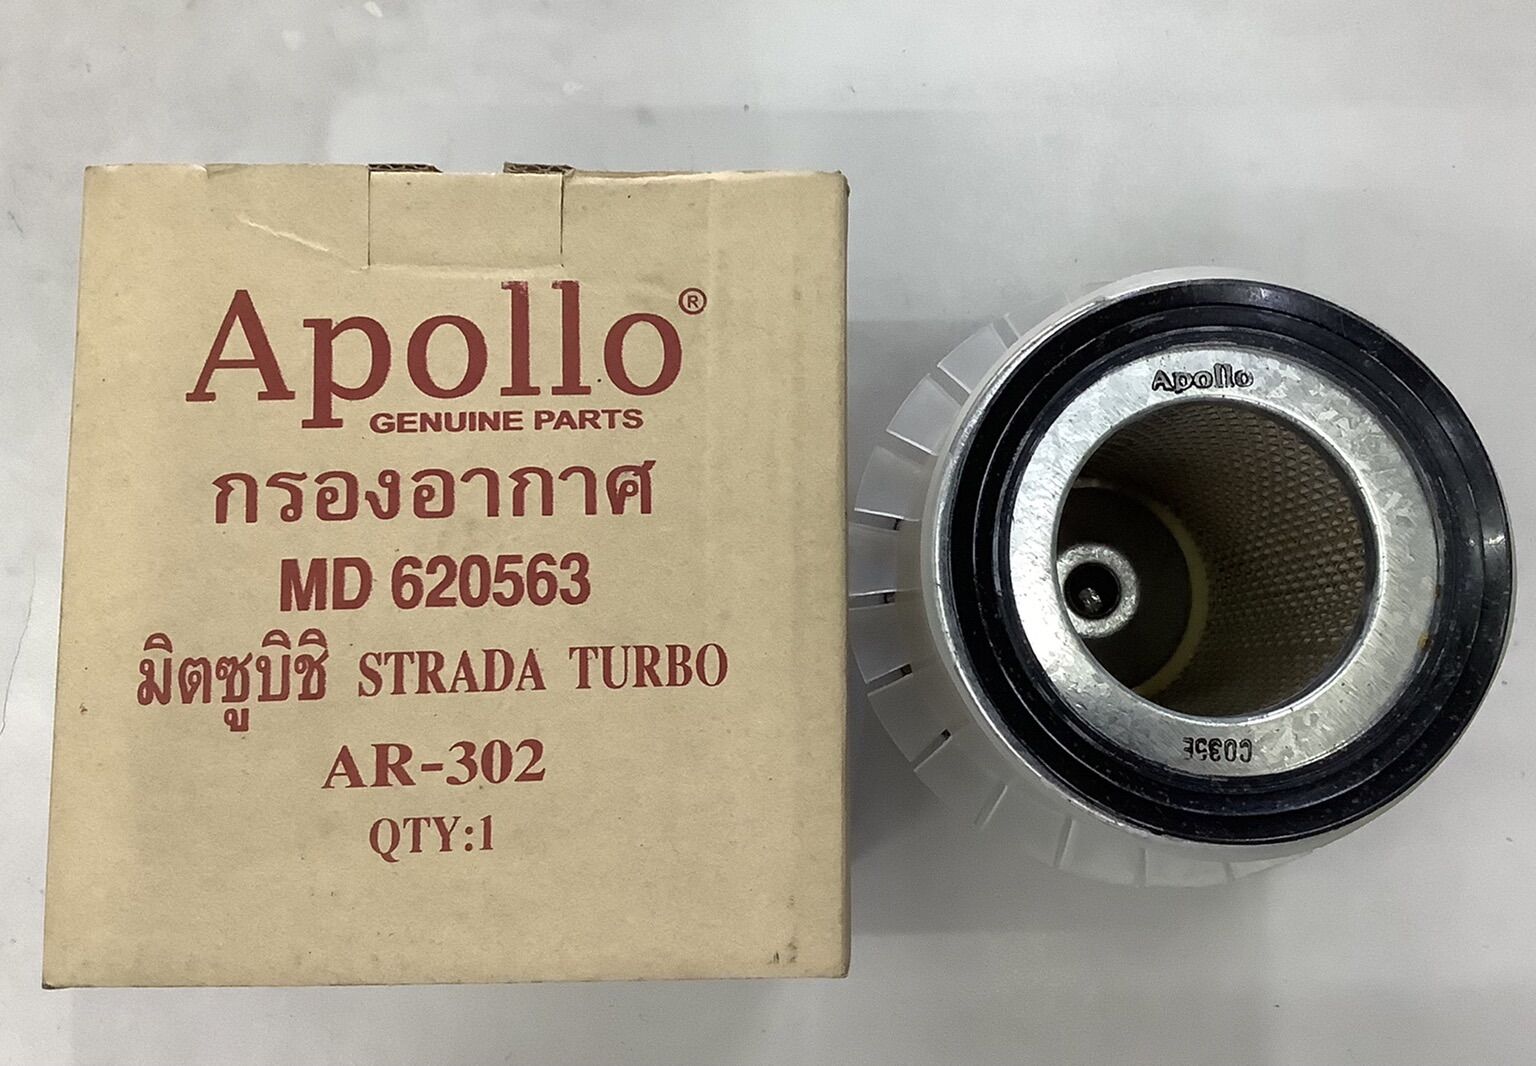 Apollo®
GENUINE PARTS
กรองอากาศ
MD 620563
มิตซูบิชิ STRADA TURBO
AR-302
QTY:1
Apollo
C035E